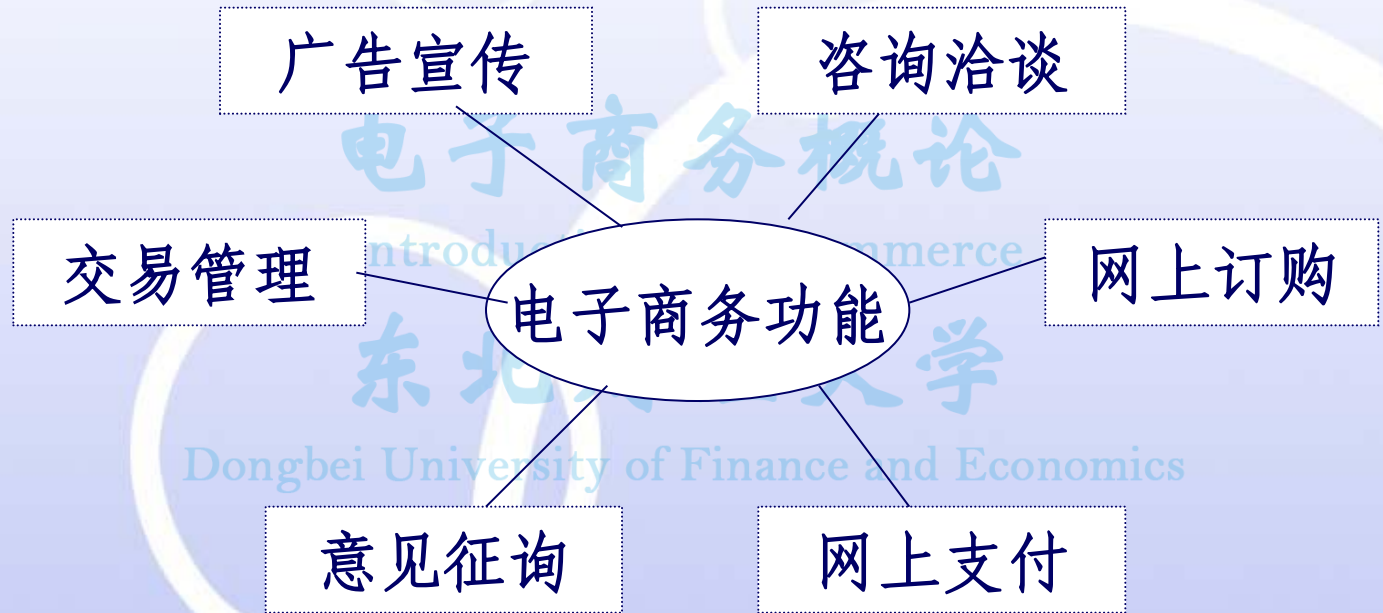 广告宣传 咨询洽谈
电子商务概论
交易管理 网上订购
电子商务功能
Dongbei University of Finance and Economics
意见征询 网上支付